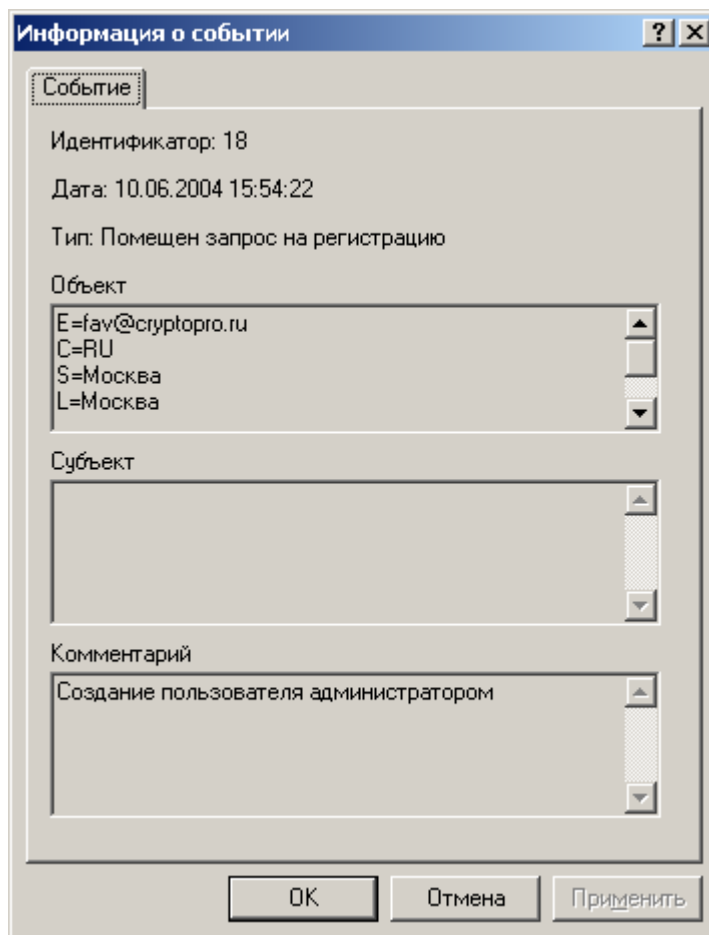 Информация о событии
Событие
Идентификатор: 18
Дата: 10.06.2004 15:54:22
Тип: Помещен запрос на регистрацию
Объект
E=fav@cryptopro.ru
C=RU
S=Москва
L=Москва
Субъект
Комментарий
Создание пользователя администратором
OK Отмена Применить